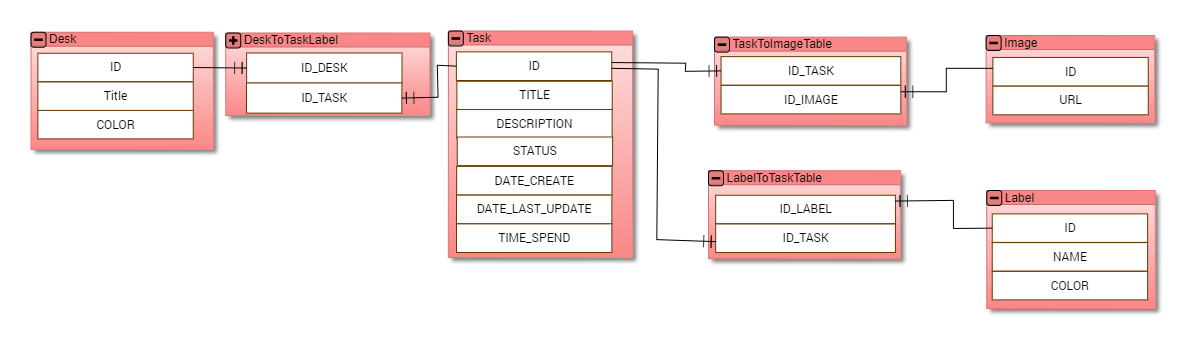 Desk
ID
Title
COLOR
DeskToTaskLabel
ID_DESK
ID_TASK
Task
ID
TITLE
DESCRIPTION
STATUS
DATE_CREATE
DATE_LAST_UPDATE
TIME_SPEND
TaskToImageTable
ID_TASK
ID_IMAGE
Image
ID
URL
LabelToTaskTable
ID_LABEL
ID_TASK
Label
ID
NAME
COLOR